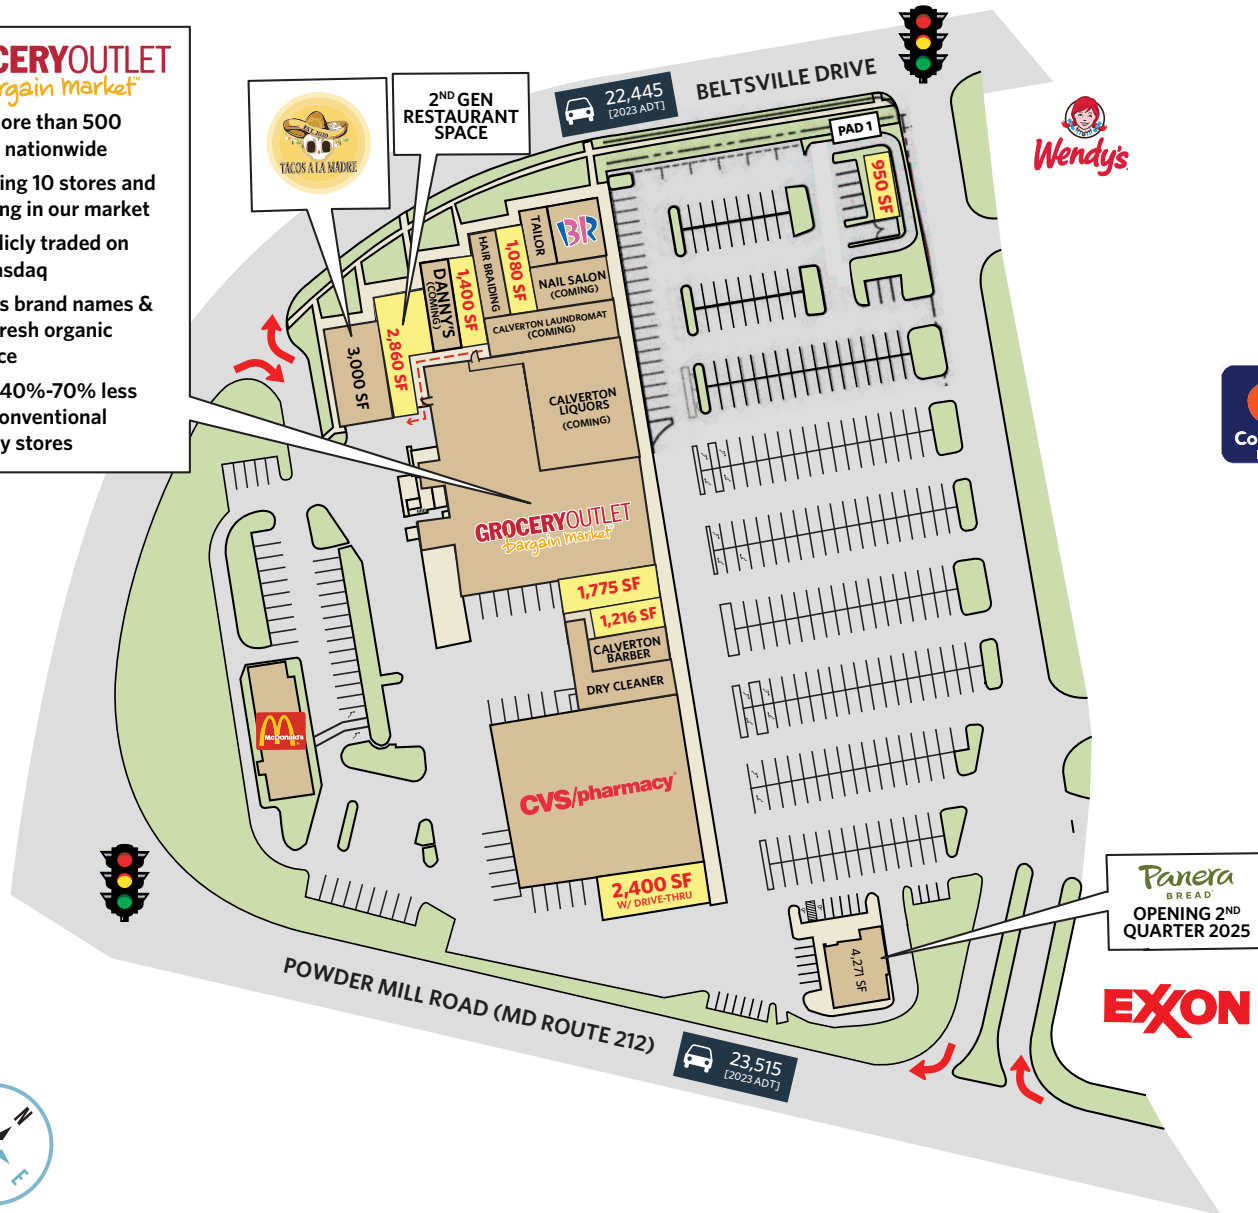 CERYOUTLET
rgain market™
ore than 500
nationwide
ing 10 stores and
ng in our market
licly traded on
sdaq
s brand names &
resh organic
ce
40%-70% less
onventional
y stores
EST. 2020
TACOS A LA MADRE
2ND GEN
RESTAURANT
SPACE
22,445
[2023 ADT]
BELTSVILLE DRIVE
PAD 1
950 SF
Wendy's
Co
TAILOR
BR
HAIR BRAIDING
1,080 SF
NAIL SALON
(COMING)
DANNY'S
(COMING)
1,400 SF
CALVERTON LAUNDROMAT
(COMING)
3,000 SF
2,860 SF
CALVERTON
LIQUORS
(COMING)
GROCERYOUTLET
bargain market
1,775 SF
1,216 SF
CALVERTON
BARBER
DRY CLEANER
McDonald's
CVS/pharmacy
2,400 SF
W/ DRIVE-THRU
Panera
BREAD
OPENING 2ND
QUARTER 2025
4,271 SF
EXXON
POWDER MILL ROAD (MD ROUTE 212)
23,515
[2023 ADT]
N
E